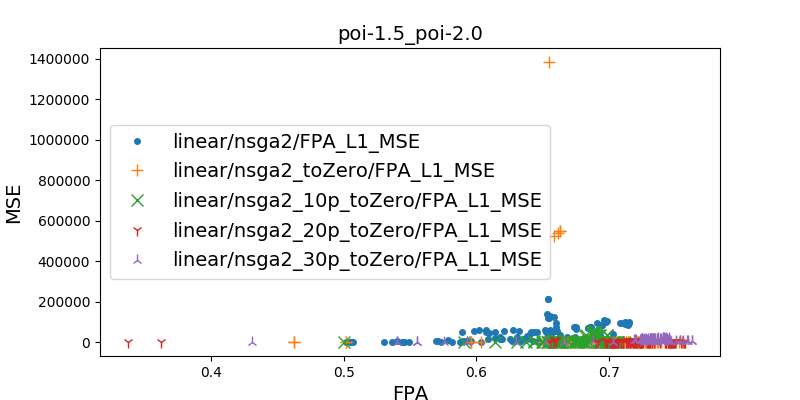 poi-1.5_poi-2.0
1400000
1200000
1000000
800000
600000
400000
200000
0
MSE
linear/nsga2/FPA_L1_MSE
linear/nsga2_toZero/FPA_L1_MSE
linear/nsga2_10p_toZero/FPA_L1_MSE
linear/nsga2_20p_toZero/FPA_L1_MSE
linear/nsga2_30p_toZero/FPA_L1_MSE
0.4 0.5 0.6 0.7
FPA